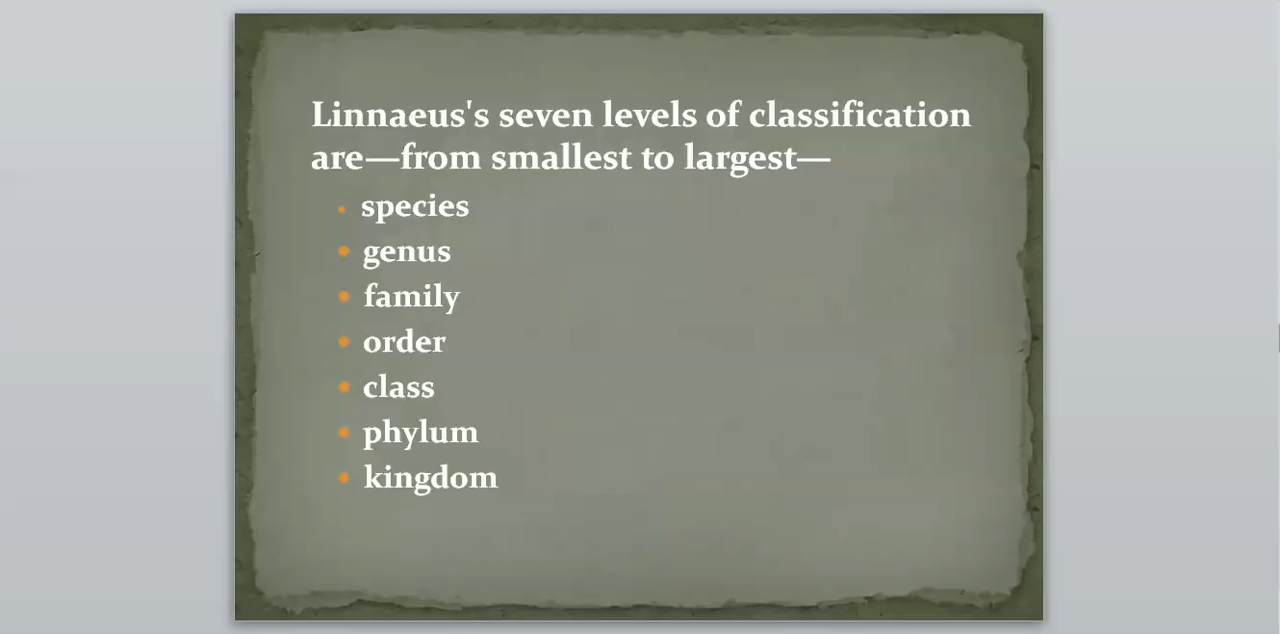 Linnaeus's seven levels of classification
are—from smallest to largest—
species
genus
family
order
class
phylum
kingdom